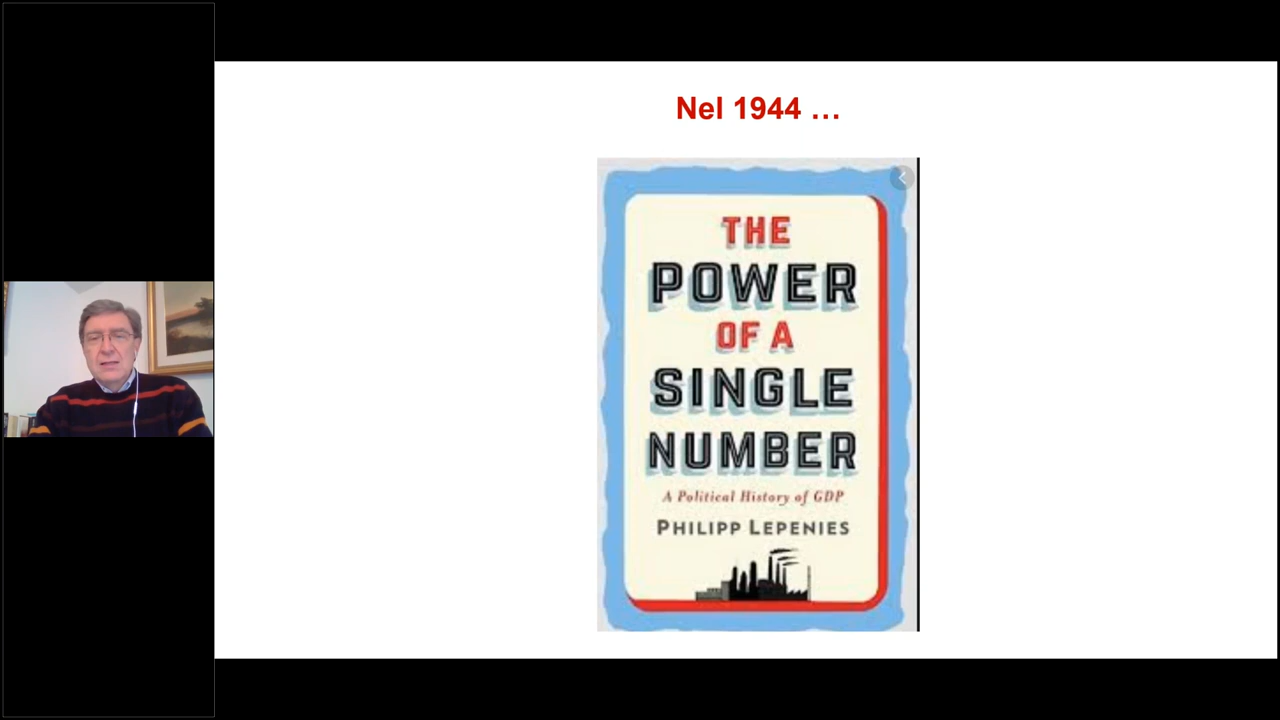 Nel 1944 …
THE
POWER
OF A
SINGLE
NUMBER
A Political History of GDP
PHILIPP LEPENIES